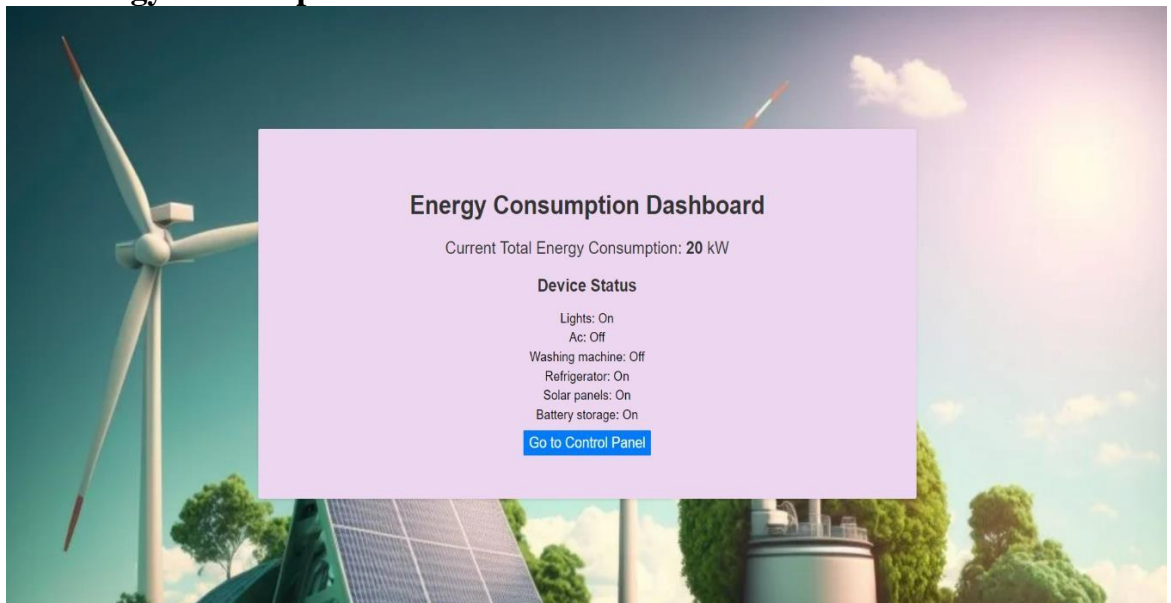 Energy Consumption Dashboard
Current Total Energy Consumption: 20 kW
Device Status
Lights: On
Ac: Off
Washing machine: Off
Refrigerator: On
Solar panels: On
Battery storage: On
Go to Control Panel